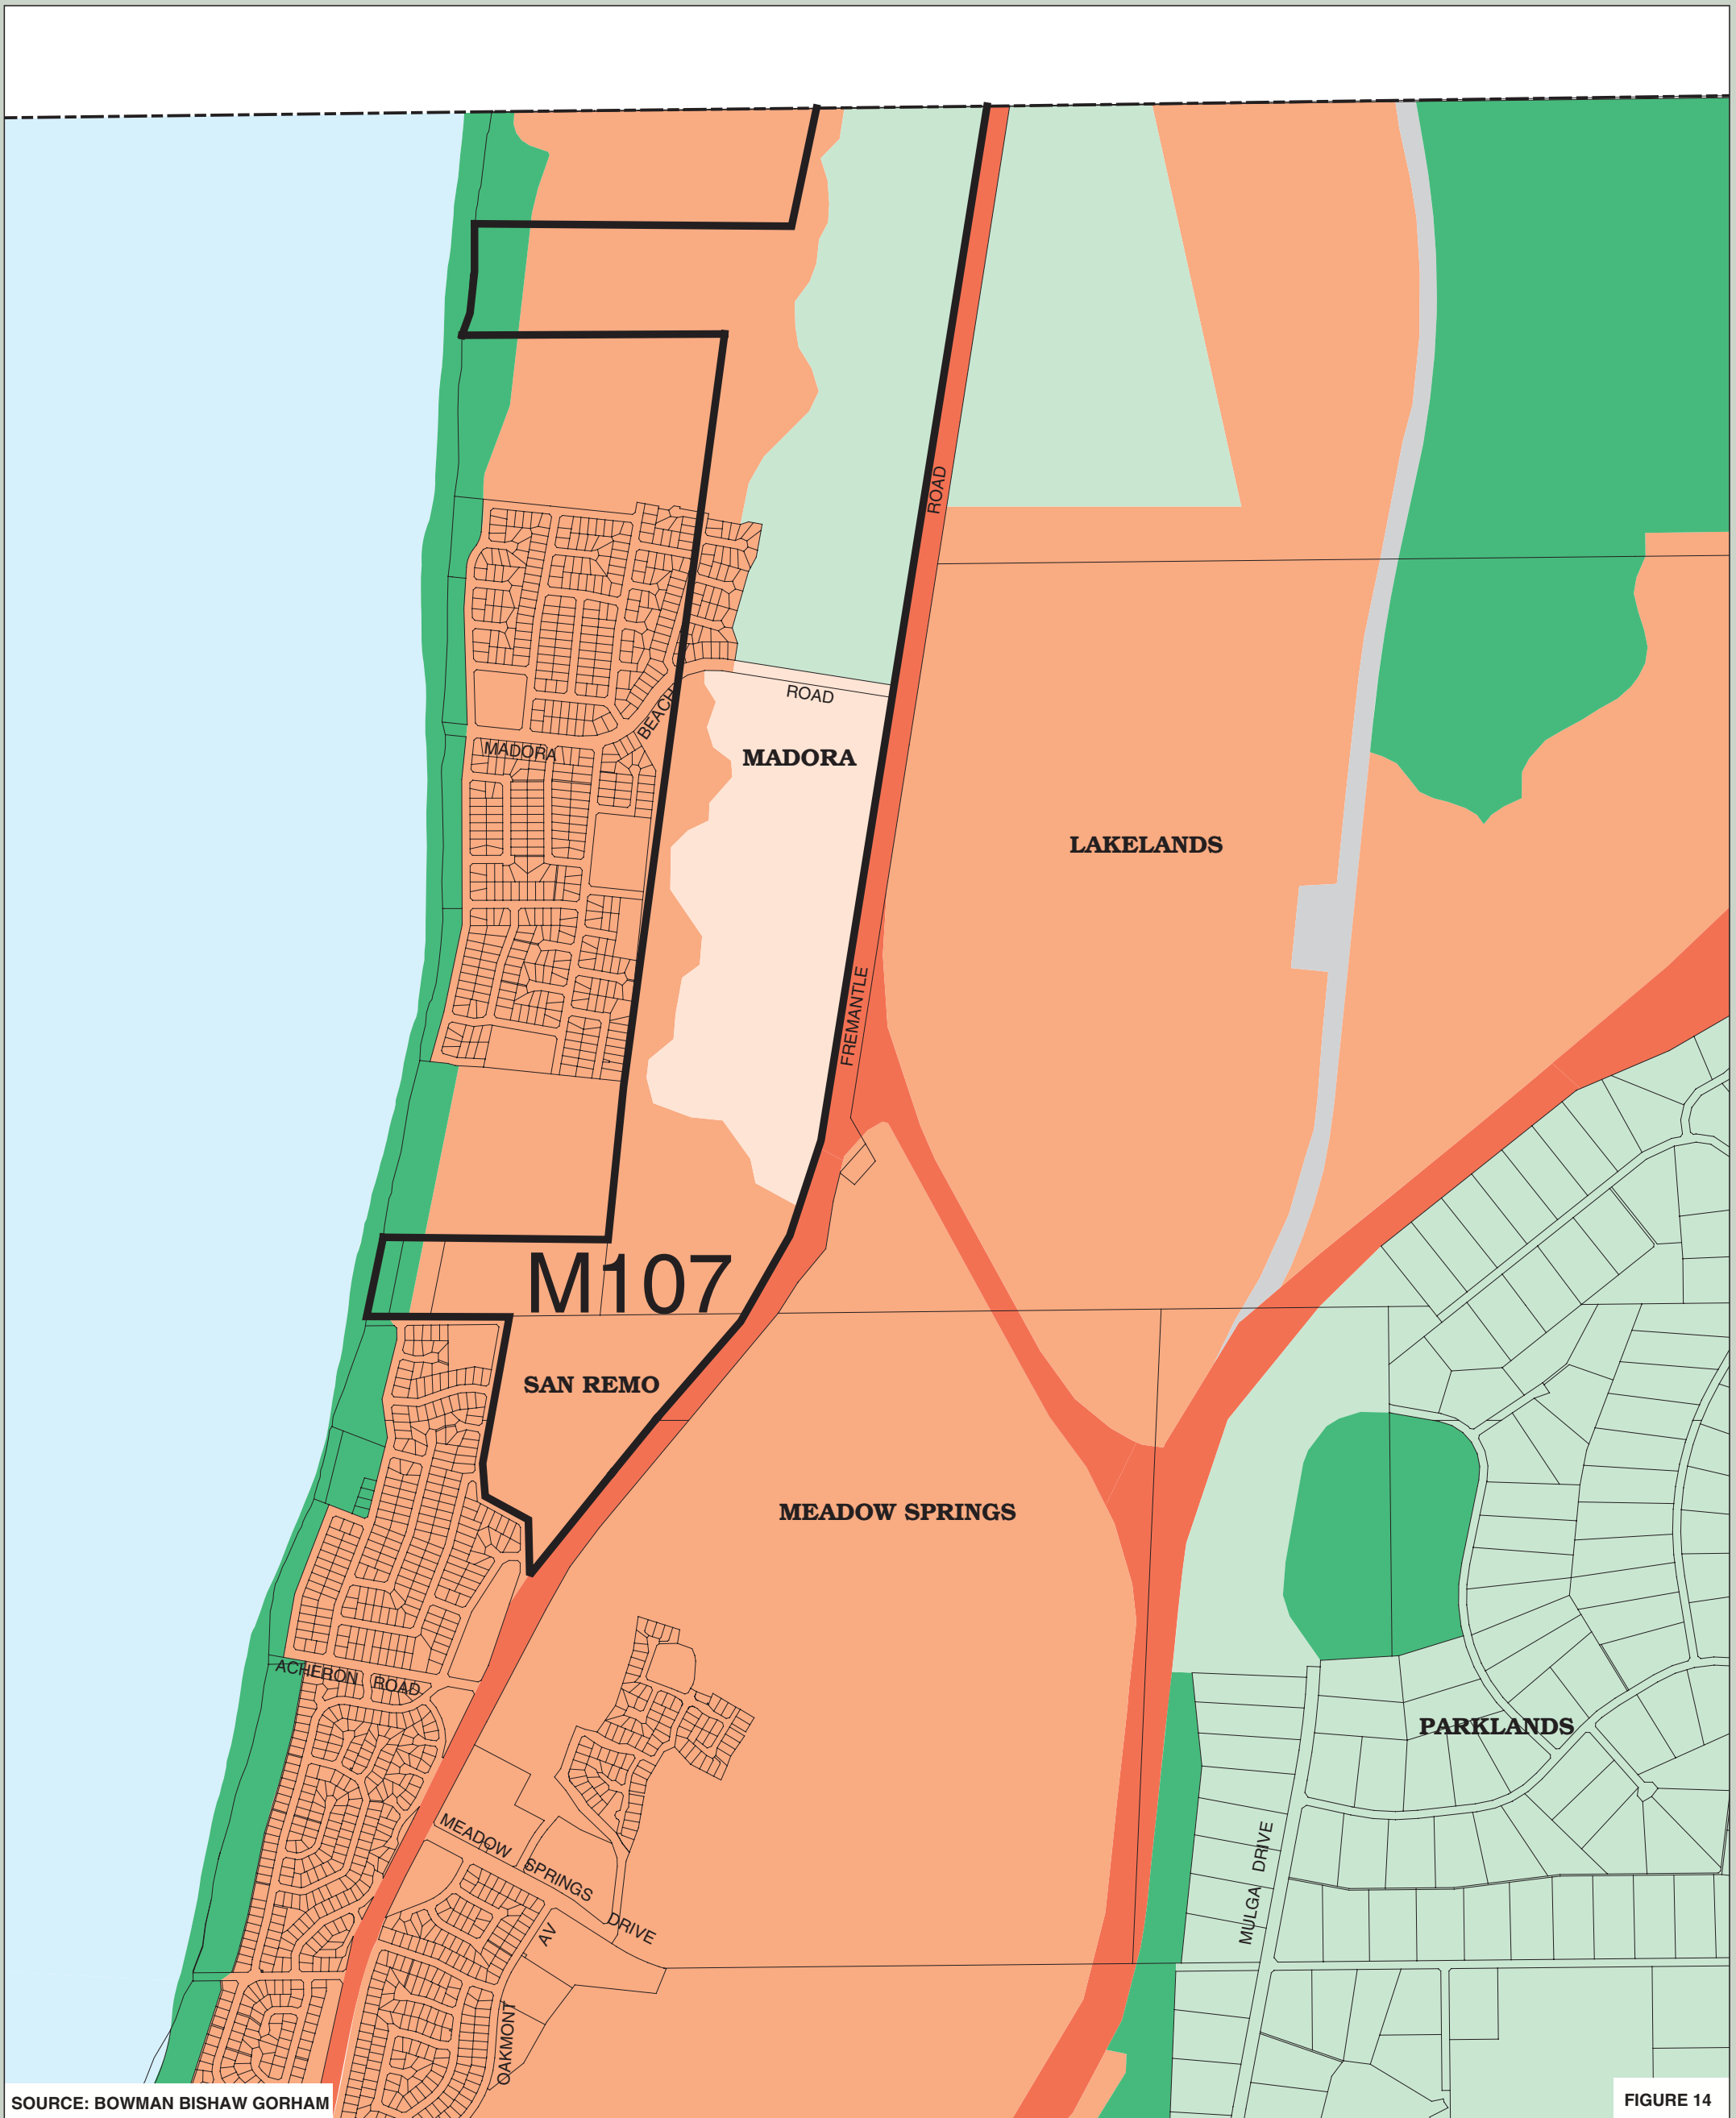 ROAD
ROAD
BEACH
MADORA
MADORA
LAKELANDS
FREMANTLE
M107
SAN REMO
MEADOW SPRINGS
ACHERON ROAD
PARKLANDS
MEADOW SPRINGS DRIVE
MULGA DRIVE
AV
OAKMONT
SOURCE: BOWMAN BISHAW GORHAM
FIGURE 14